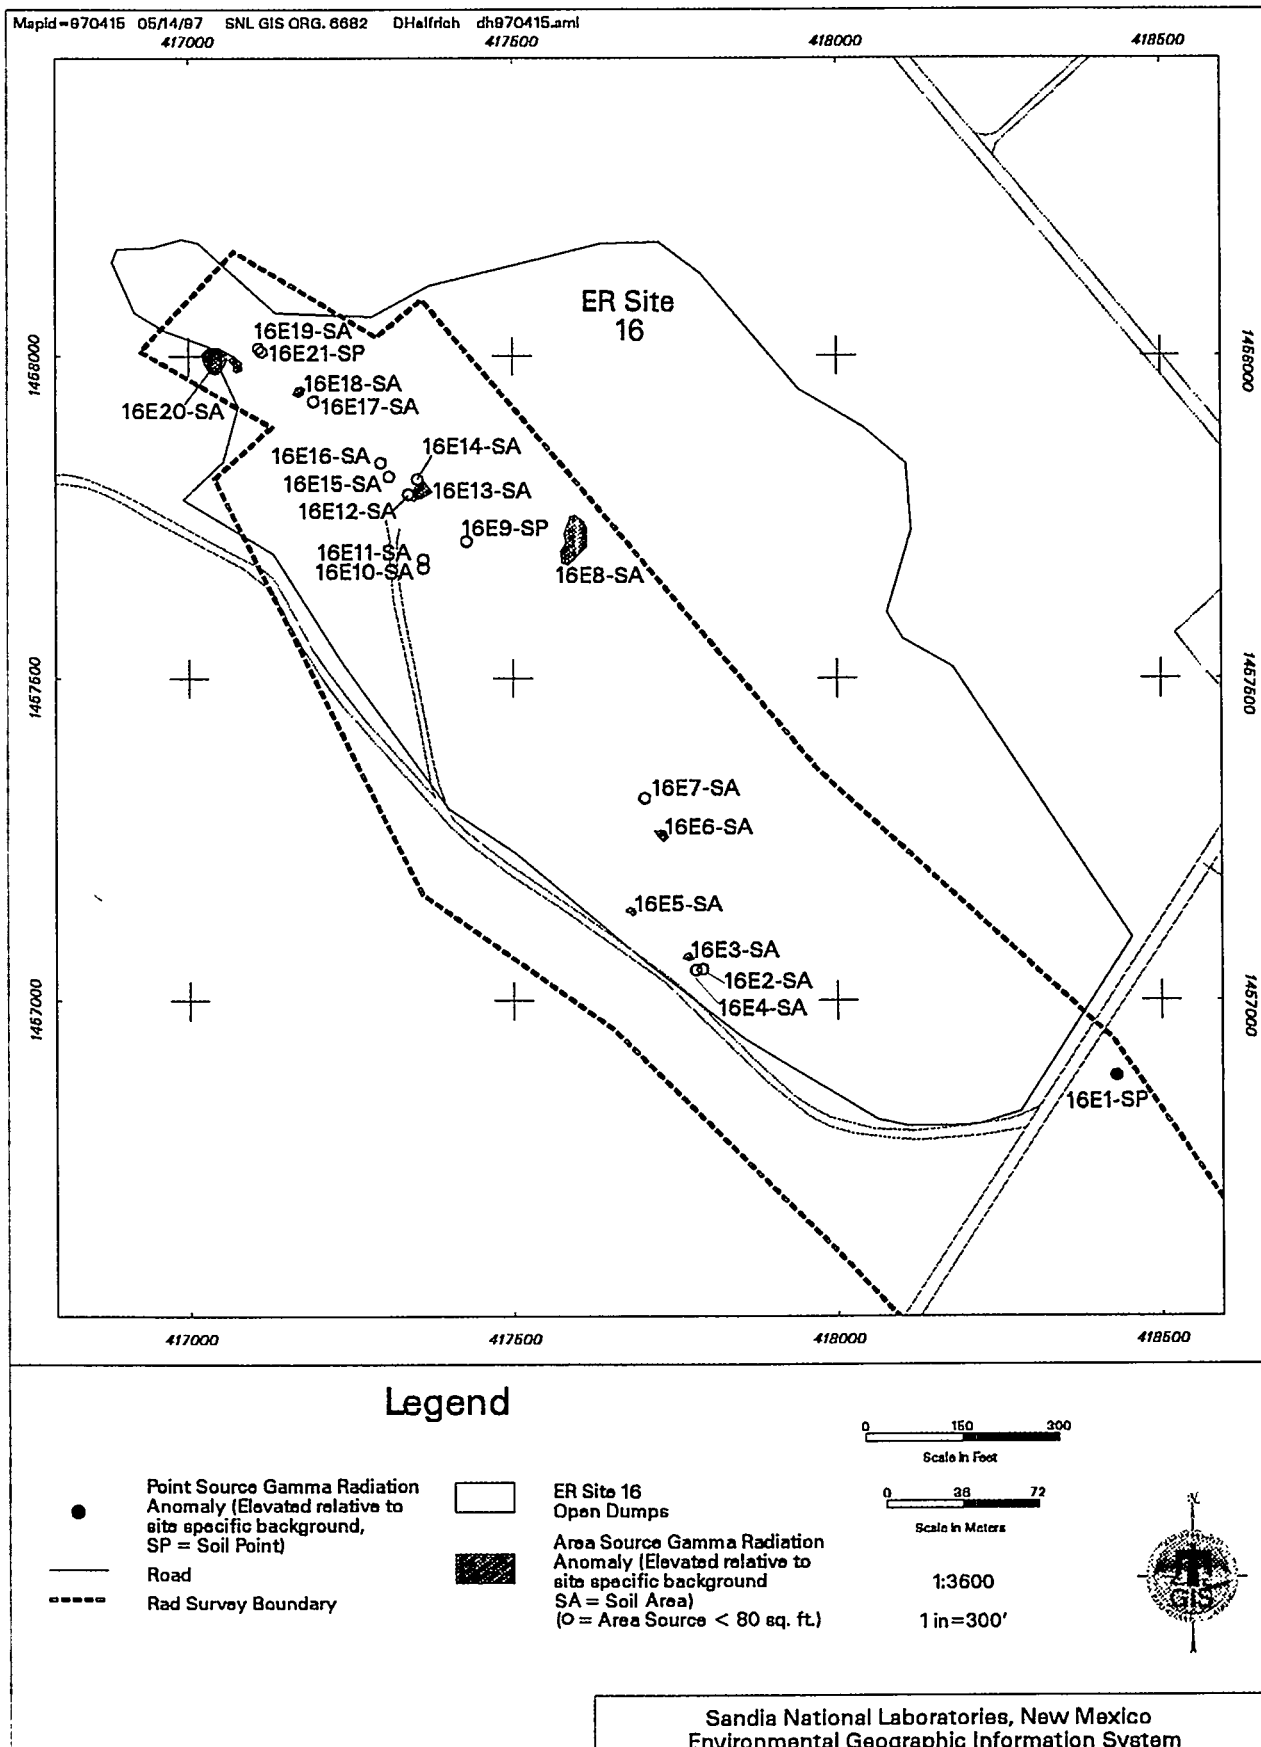 Mapid=970415 05/14/97 SNL GIS ORG. 6682 DHelfrich dh970415.aml
417000 417500 418000 418500
ER Site
16
1458000
1458000
16E19-SA
16E21-SP
16E18-SA
16E17-SA
16E20-SA
16E14-SA
16E16-SA
16E15-SA
16E13-SA
16E12-SA
16E9-SP
16E11-SA
16E10-SA
16E8-SA
1457500
1457500
16E7-SA
16E6-SA
16E5-SA
16E3-SA
16E2-SA
16E4-SA
1457000
1457000
16E1-SP
417000 417500 418000 418500
Legend
Point Source Gamma Radiation
Anomaly (Elevated relative to
site specific background,
SP = Soil Point)
Road
Rad Survey Boundary
ER Site 16
Open Dumps
Area Source Gamma Radiation
Anomaly (Elevated relative to
site specific background
SA = Soil Area)
(O = Area Source < 80 sq. ft.)
0 150 300
Scale in Feet
0 36 72
Scale in Meters
1:3600
1 in=300'
N
GIS
Sandia National Laboratories, New Mexico
Environmental Geographic Information System